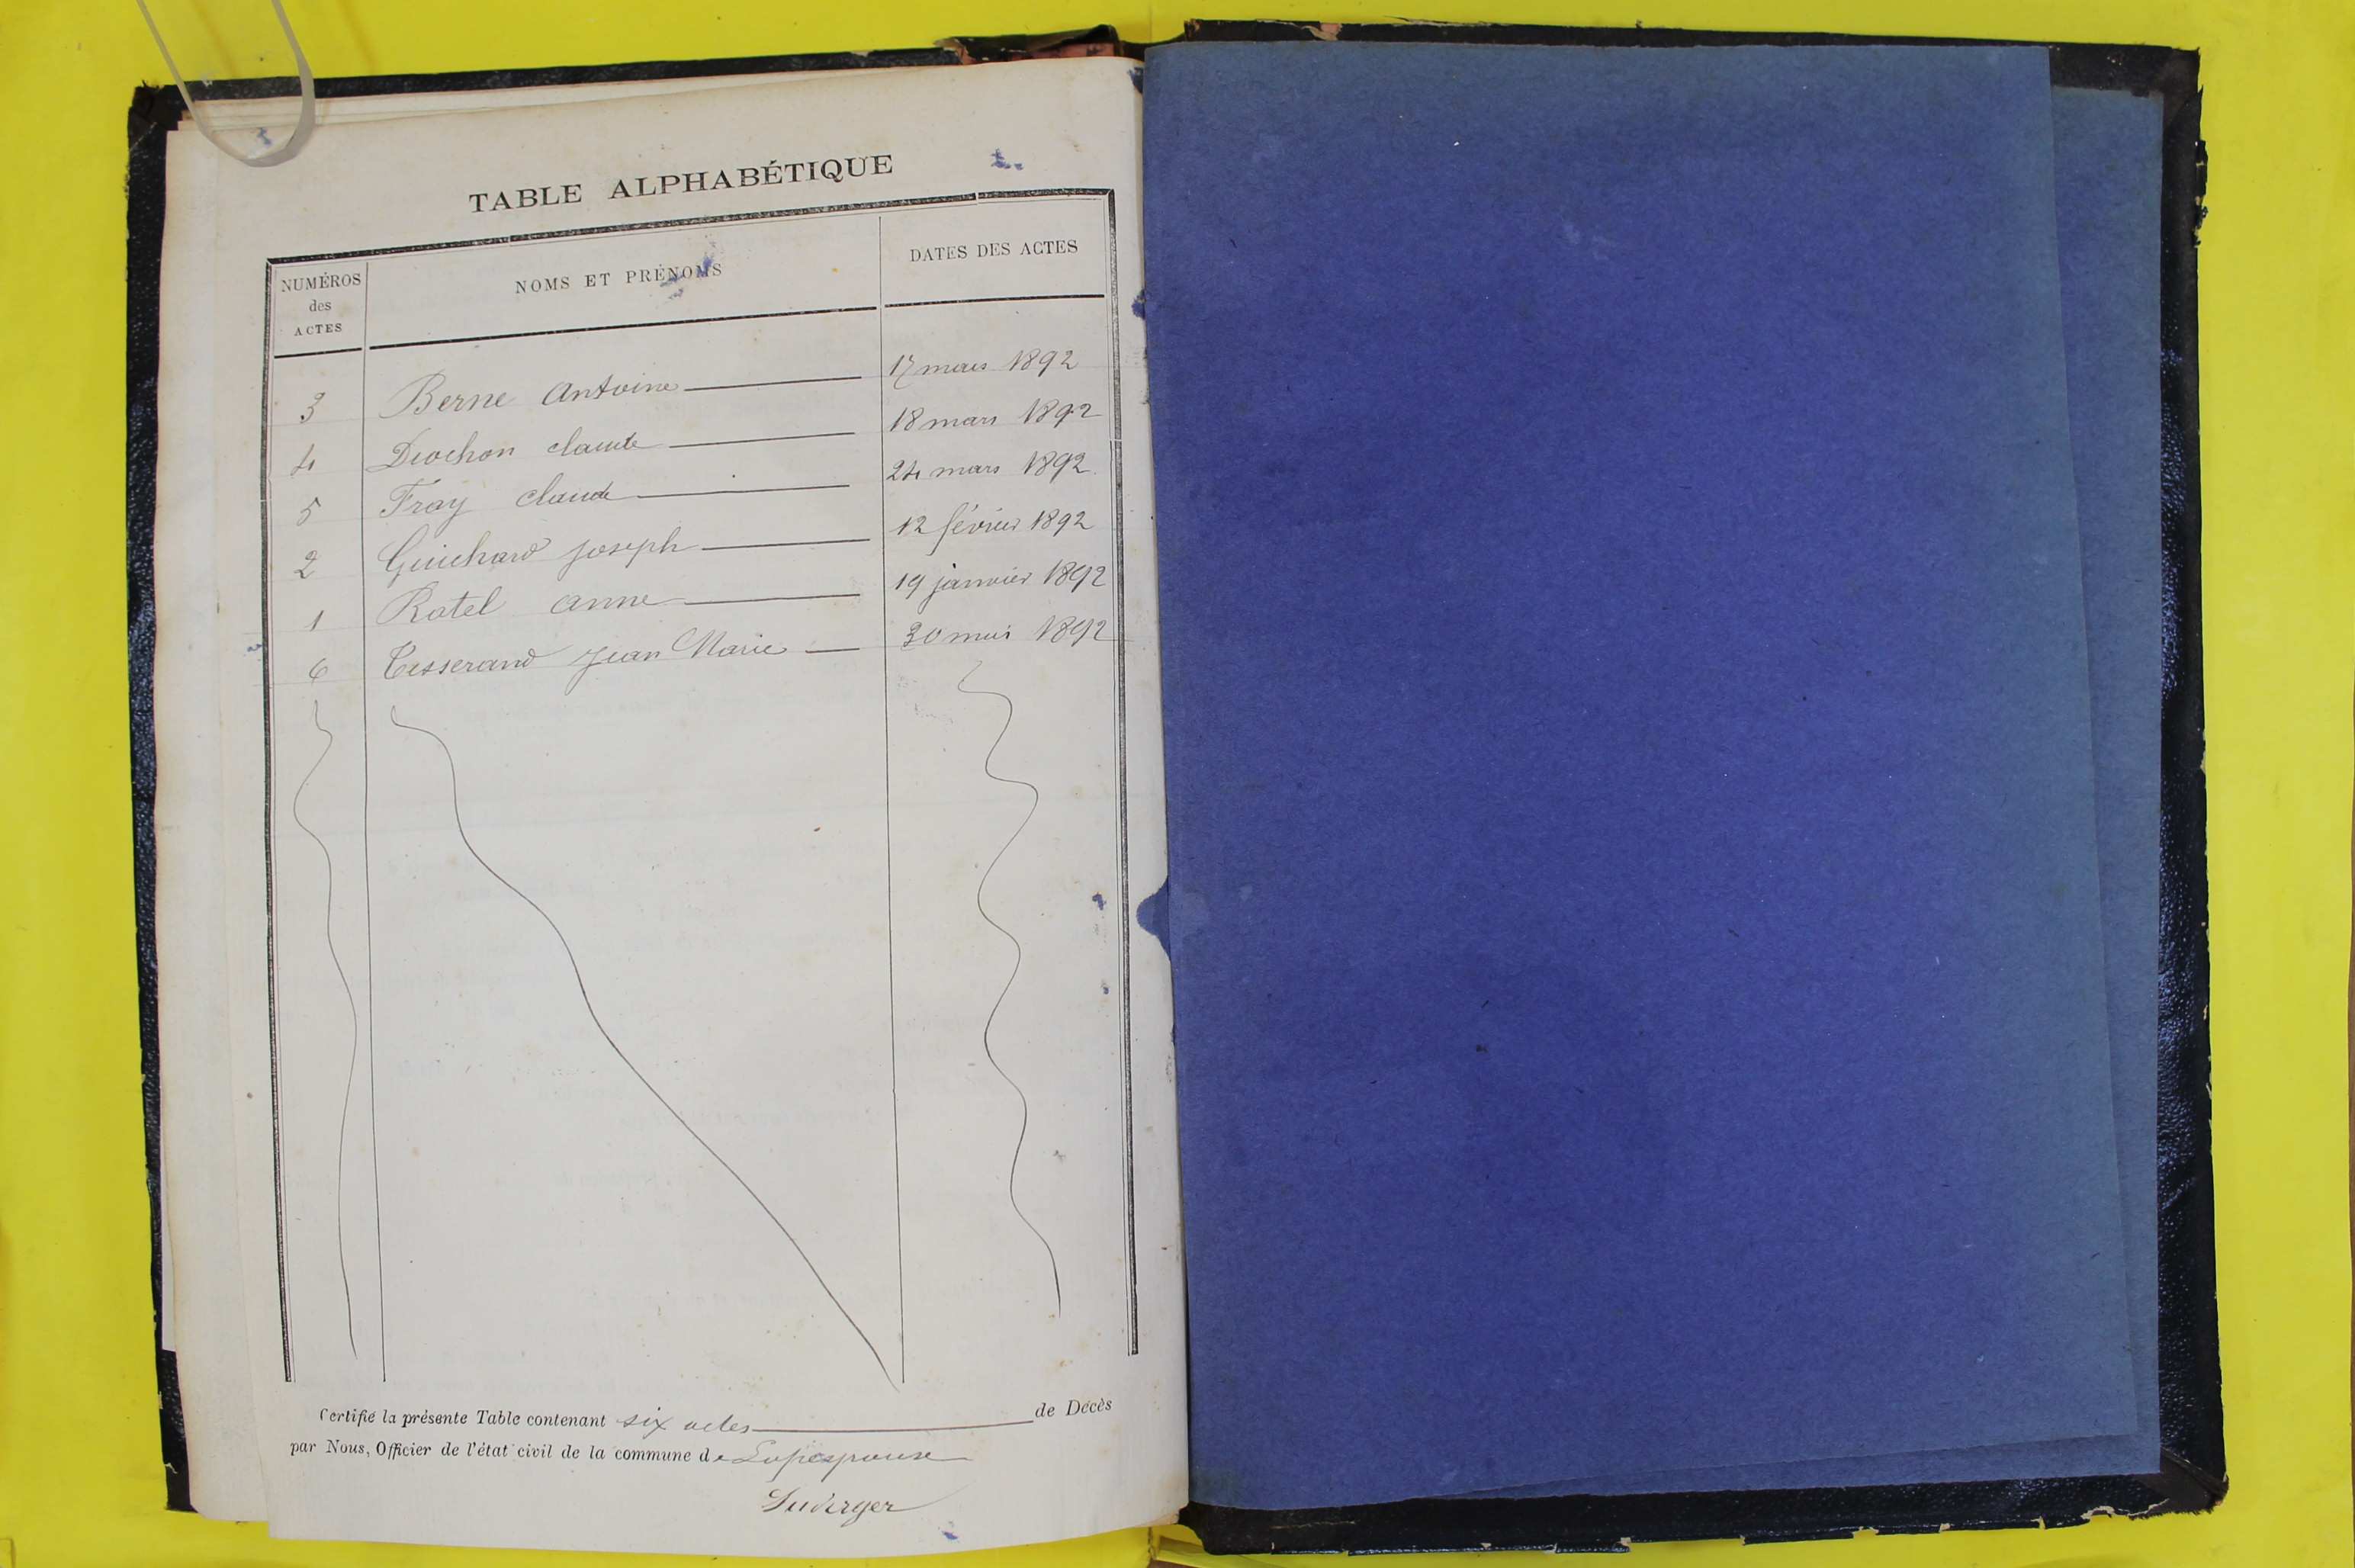 TABLE ALPHABÉTIQUE
NUMÉROS des ACTES NOMS ET PRÉNOMS DATES DES ACTES
3 Berne Antoine 17 mars 1892
4 Diochon claude 18 mars 1892
5 Fray claude 24 mars 1892
2 Guichard joseph 12 février 1892
1 Ratel anne 19 janvier 1892
6 Tisserand jean Marie 30 mai 1892
Certifié la présente Table contenant six actes de Décès
par Nous, Officier de l'état civil de la commune de